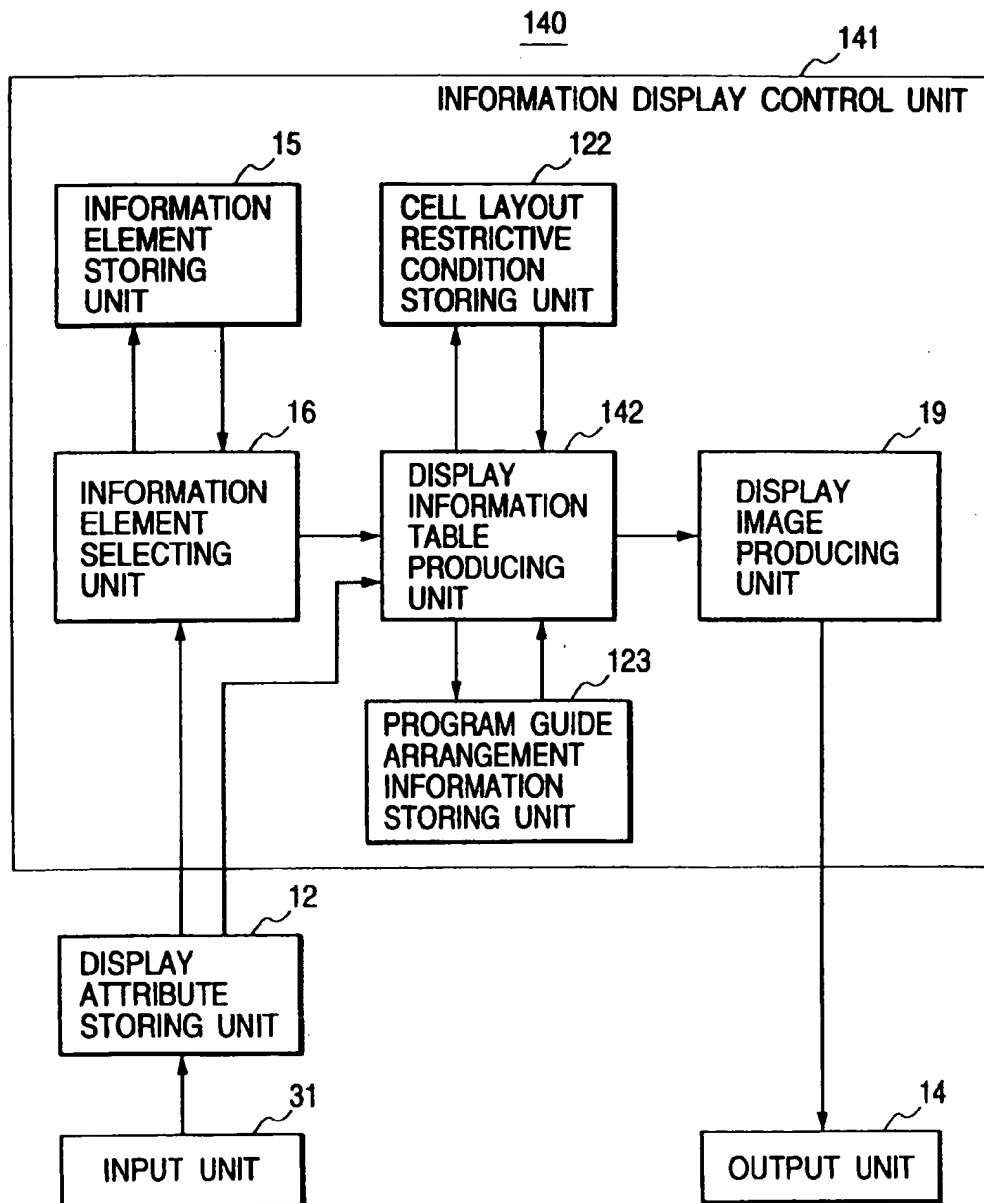 140
141
INFORMATION DISPLAY CONTROL UNIT
15
INFORMATION
ELEMENT
STORING
UNIT
122
CELL LAYOUT
RESTRICTIVE
CONDITION
STORING UNIT
16
INFORMATION
ELEMENT
SELECTING
UNIT
142
DISPLAY
INFORMATION
TABLE
PRODUCING
UNIT
19
DISPLAY
IMAGE
PRODUCING
UNIT
123
PROGRAM GUIDE
ARRANGEMENT
INFORMATION
STORING UNIT
12
DISPLAY
ATTRIBUTE
STORING UNIT
31
INPUT UNIT
14
OUTPUT UNIT